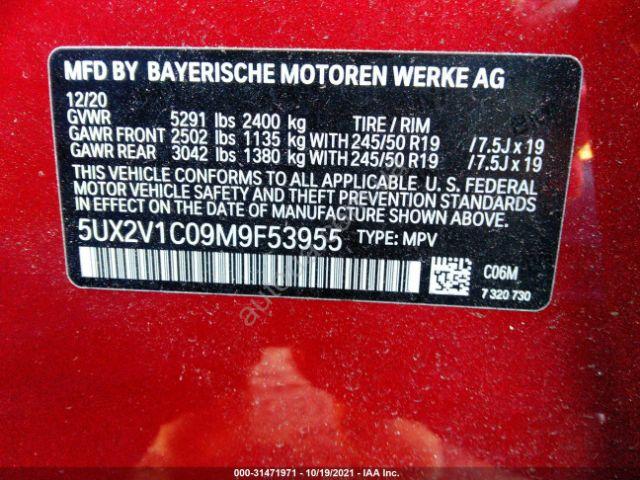 MFD BY BAYERISCHE MOTOREN WERKE AG
12/20
GVWR 5291 lbs 2400 kg TIRE / RIM
GAWR FRONT 2502 lbs 1135 kg WITH 245/50 R19 /7.5J x 19
GAWR REAR 3042 lbs 1380 kg WITH 245/50 R19 /7.5J x 19
THIS VEHICLE CONFORMS TO ALL APPLICABLE U. S. FEDERAL
MOTOR VEHICLE SAFETY AND THEFT PREVENTION STANDARDS
IN EFFECT ON THE DATE OF MANUFACTURE SHOWN ABOVE.
5UX2V1C09M9F53955 TYPE: MPV
C06M
7 320 730
000-31471971 - 10/19/2021 - IAA Inc.